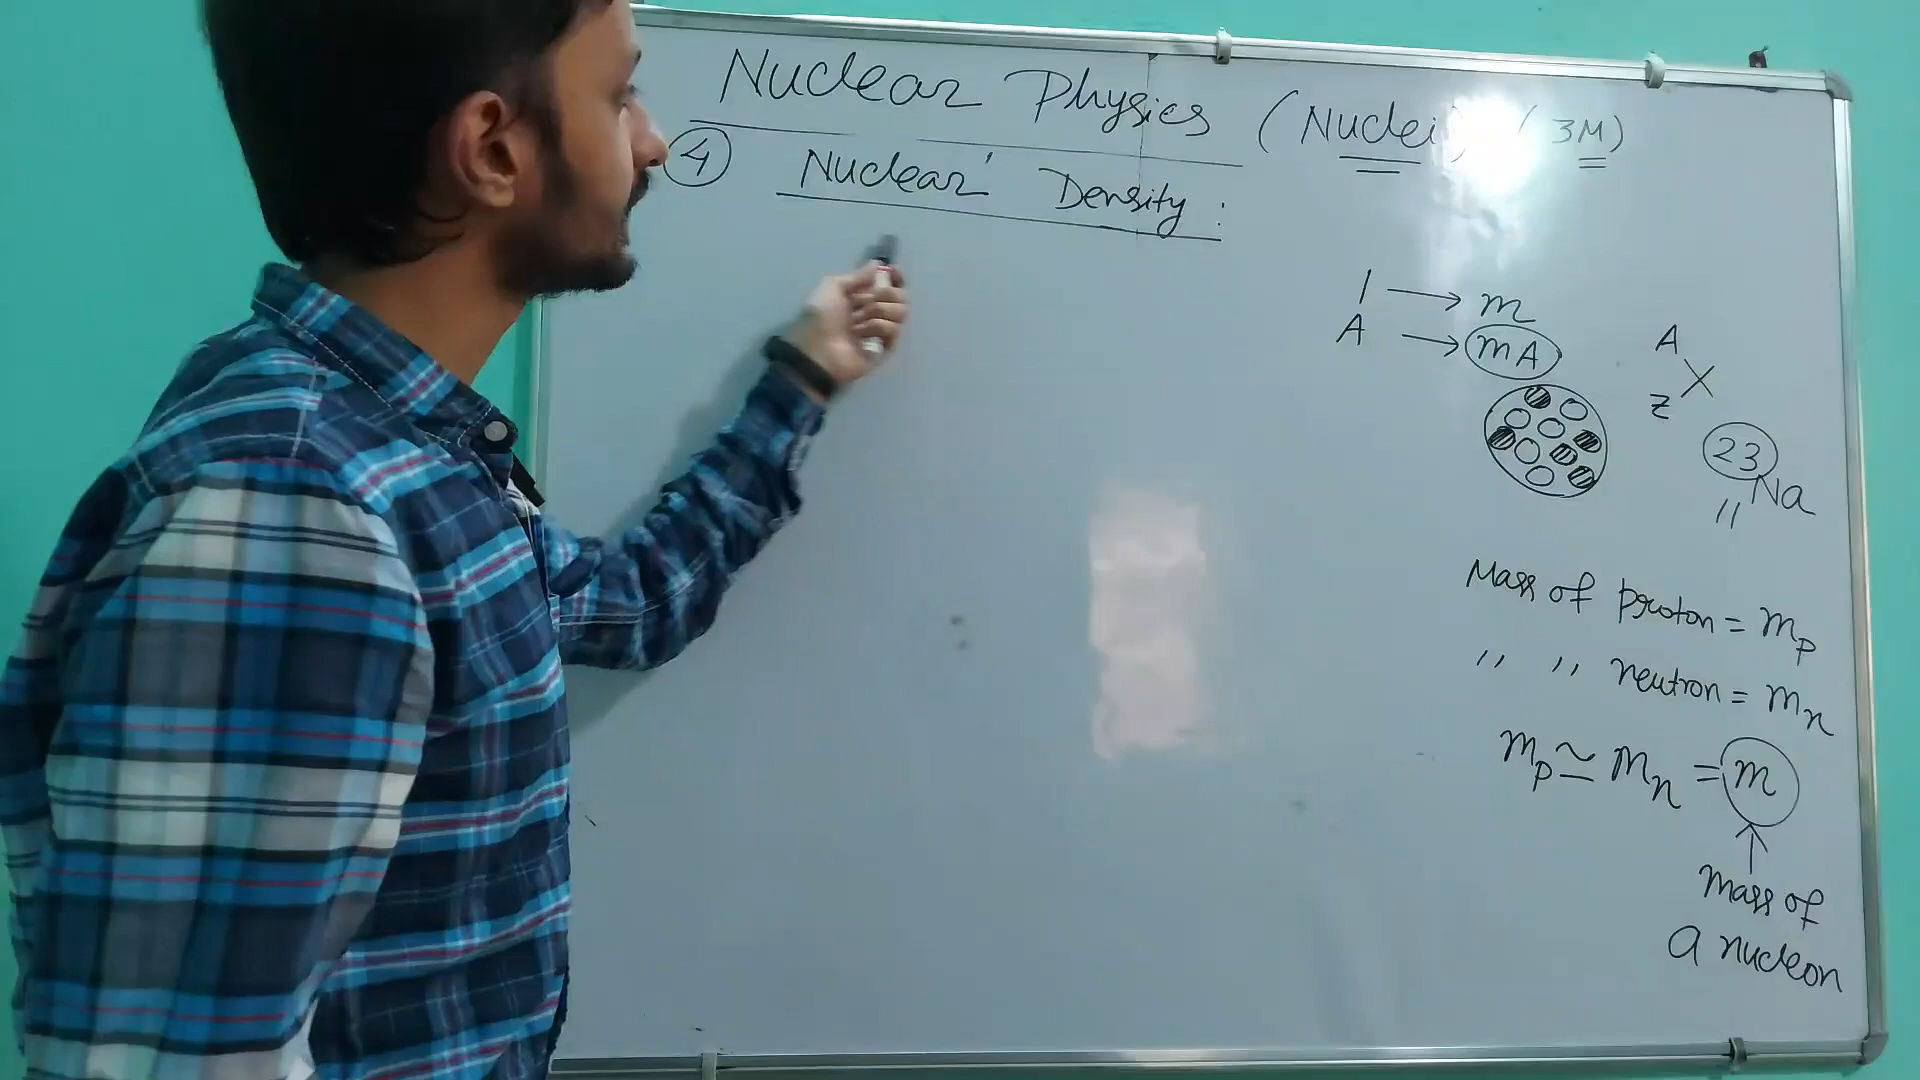 Nuclear Physics (Nuclei) (3M)
4 Nuclear Density :
1 → m
A → mA
A
X
Z
23
Na
11
Mass of proton = mp
" " neutron = mn
mp ≃ mn = m
↑
Mass of
a nucleon